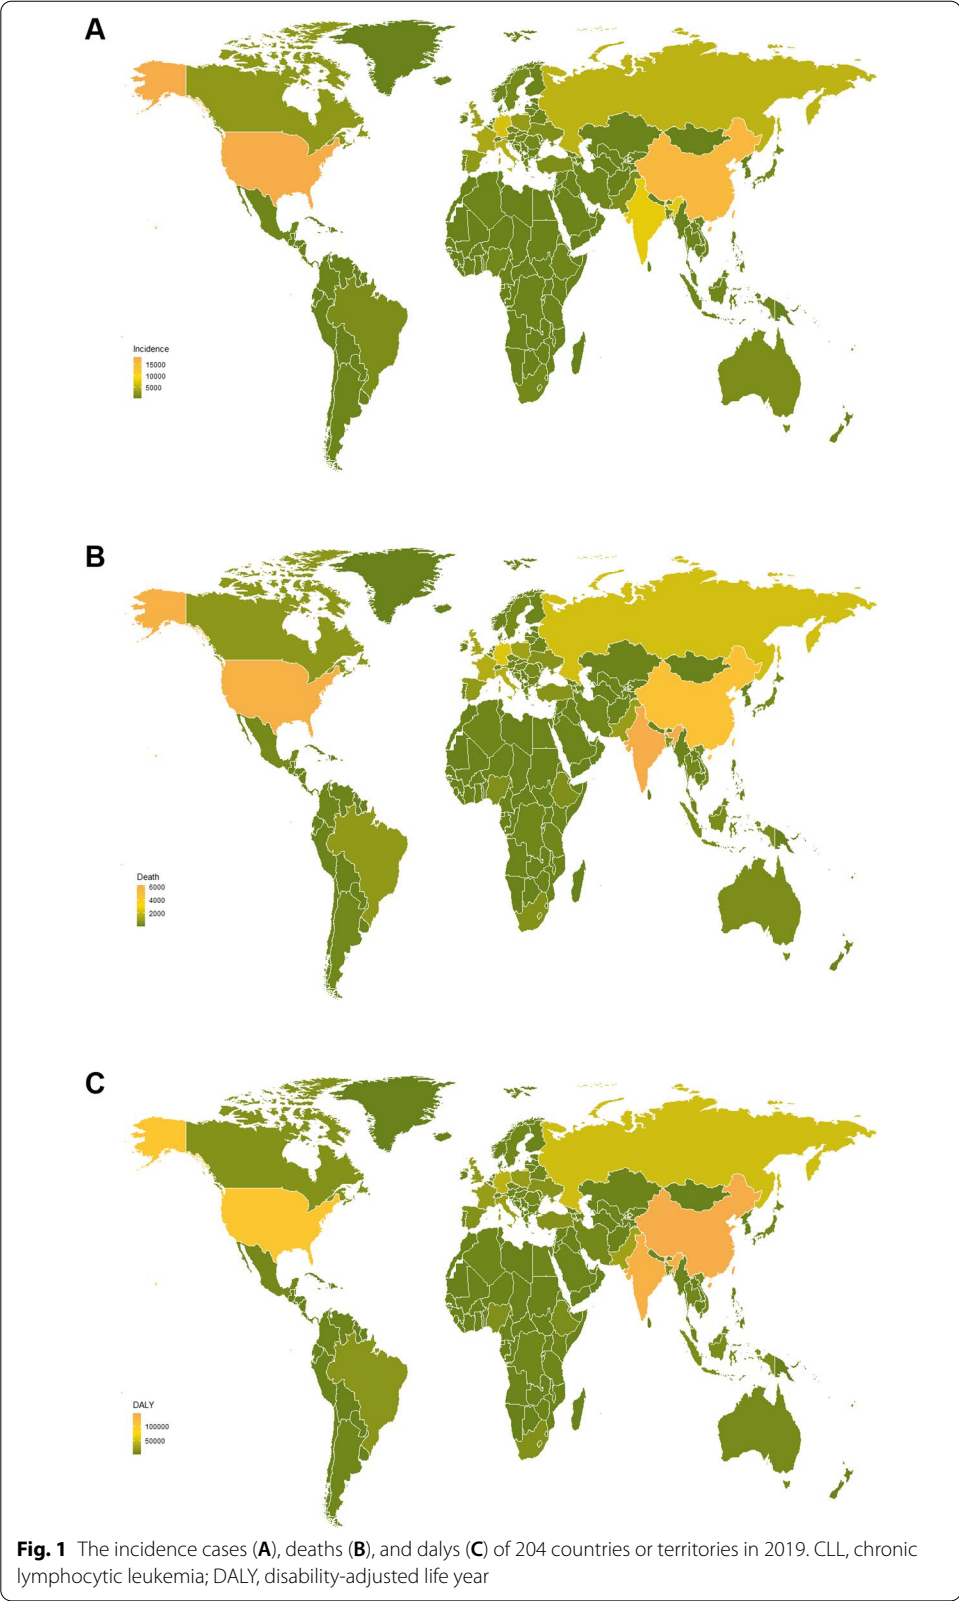 A
Incidence
15000
10000
5000
B
Death
6000
4000
2000
C
DALY
100000
50000
Fig. 1 The incidence cases (A), deaths (B), and dalys (C) of 204 countries or territories in 2019. CLL, chronic
lymphocytic leukemia; DALY, disability-adjusted life year